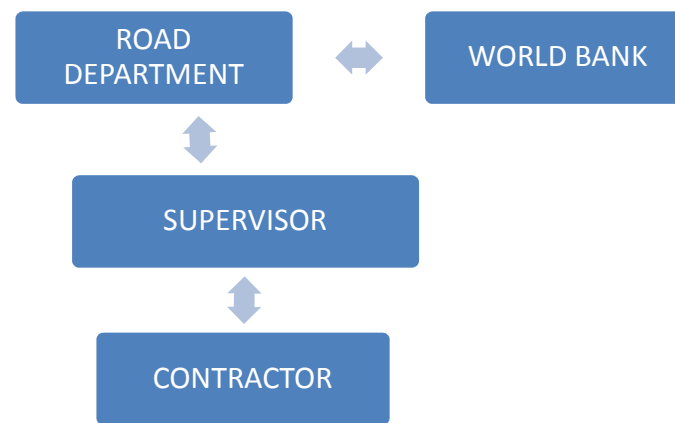 ROAD
DEPARTMENT
WORLD BANK
SUPERVISOR
CONTRACTOR